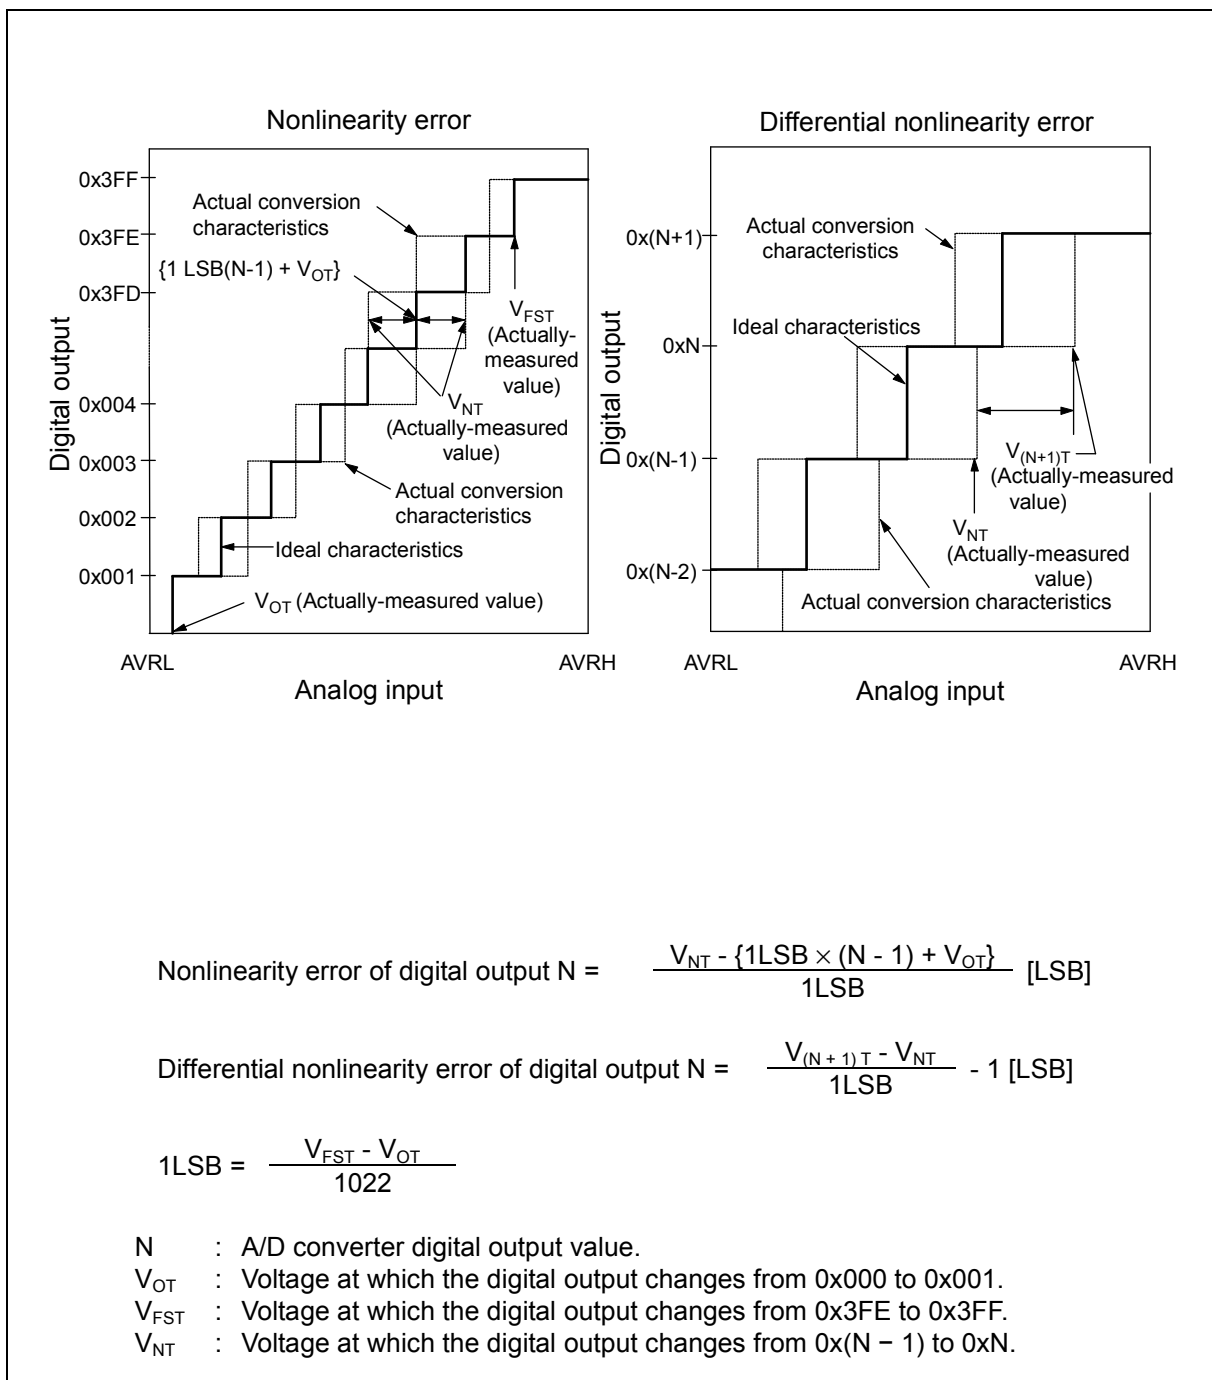 Nonlinearity error
0x3FF
0x3FE
0x3FD
0x004
0x003
0x002
0x001
Digital output
Actual conversion
characteristics
{1 LSB(N-1) + VOT}
VFST
(Actually-
measured
value)
VNT
(Actually-measured
value)
Actual conversion
characteristics
Ideal characteristics
VOT (Actually-measured value)
AVRL
AVRH
Analog input
Differential nonlinearity error
0x(N+1)
0xN
0x(N-1)
0x(N-2)
Digital output
Actual conversion
characteristics
Ideal characteristics
V(N+1)T
(Actually-measured
value)
VNT
(Actually-measured
value)
Actual conversion characteristics
AVRL
AVRH
Analog input
Nonlinearity error of digital output N =
VNT - {1LSB × (N - 1) + VOT}
1LSB
[LSB]
Differential nonlinearity error of digital output N =
V(N + 1) T - VNT
1LSB
- 1 [LSB]
1LSB =
VFST - VOT
1022
N : A/D converter digital output value.
VOT : Voltage at which the digital output changes from 0x000 to 0x001.
VFST : Voltage at which the digital output changes from 0x3FE to 0x3FF.
VNT : Voltage at which the digital output changes from 0x(N − 1) to 0xN.